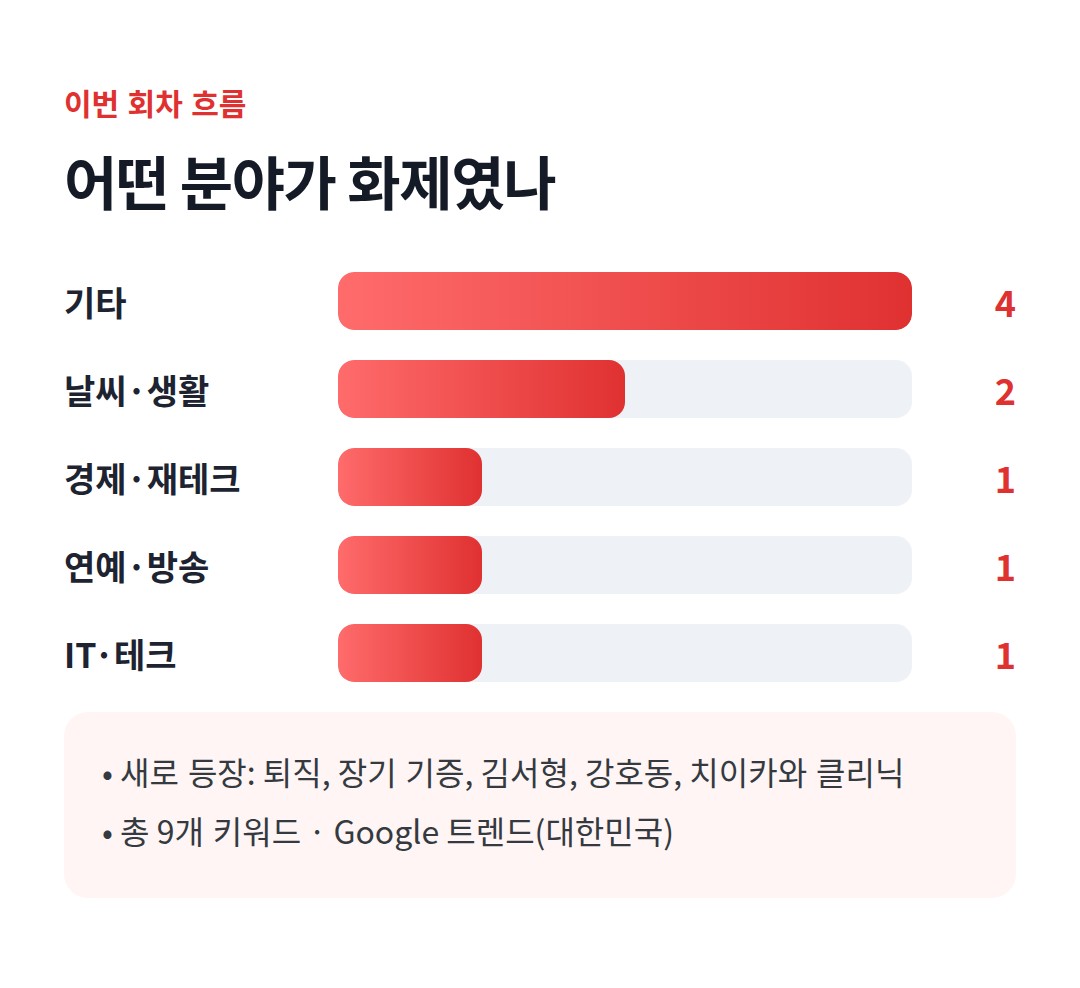 이번 회차 흐름
어떤 분야가 화제였나
기타 4
날씨·생활 2
경제·재테크 1
연예·방송 1
IT·테크 1
• 새로 등장: 퇴직, 장기 기증, 김서형, 강호동, 치이카와 클리닉
• 총 9개 키워드 · Google 트렌드(대한민국)